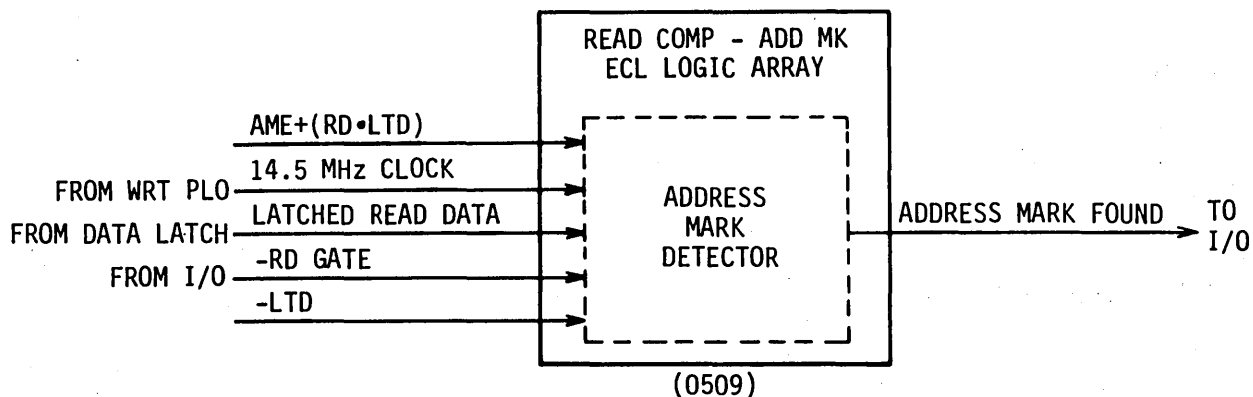 READ COMP - ADD MK
ECL LOGIC ARRAY
AME+(RD•LTD)
14.5 MHz CLOCK
FROM WRT PLO
LATCHED READ DATA
FROM DATA LATCH
-RD GATE
FROM I/O
-LTD
ADDRESS
MARK
DETECTOR
ADDRESS MARK FOUND
TO
I/O
(0509)